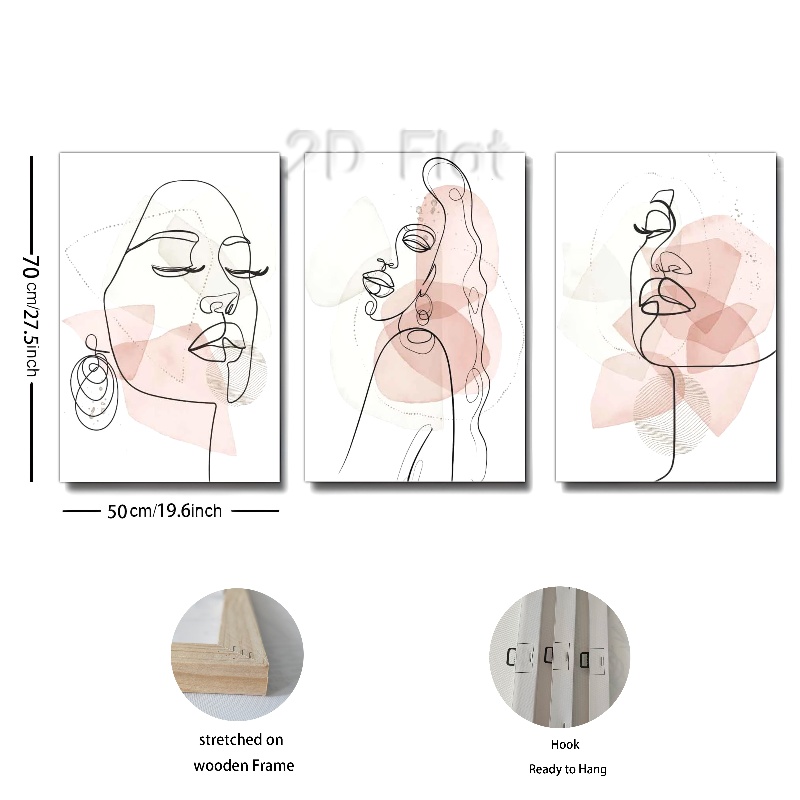 2D Flat
70 cm/27.5inch
50cm/19.6inch
stretched on
wooden Frame
Hook
Ready to Hang